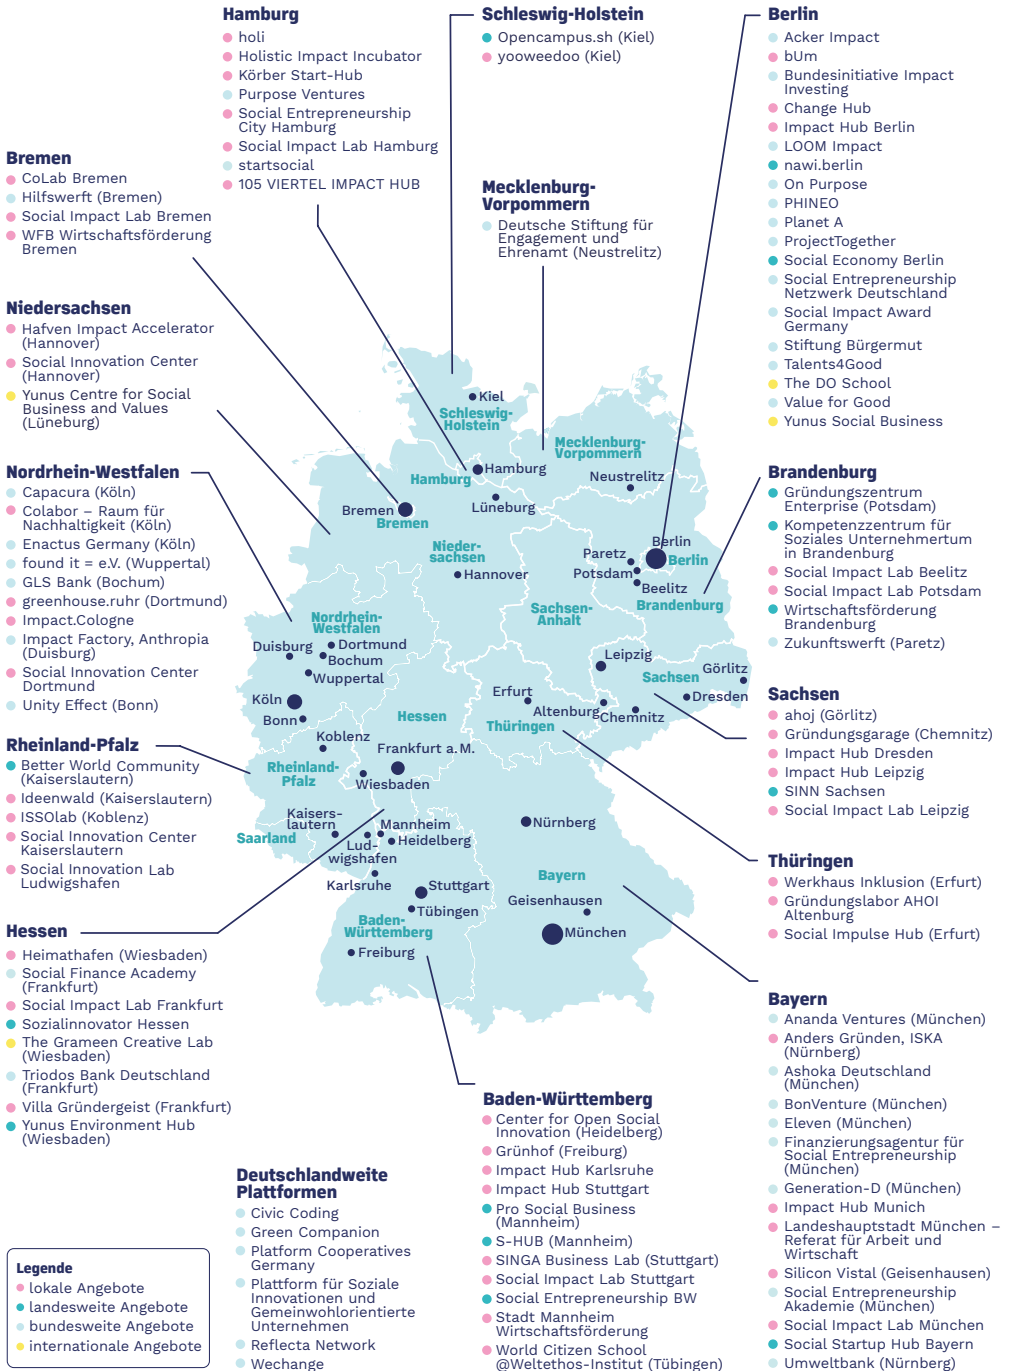 Hamburg
holi
Holistic Impact Incubator
Körber Start-Hub
Purpose Ventures
Social Entrepreneurship
City Hamburg
Social Impact Lab Hamburg
startsocial
105 VIERTEL IMPACT HUB
Schleswig-Holstein
Opencampus.sh (Kiel)
yooweedoo (Kiel)
Berlin
Acker Impact
bUm
Bundesinitiative Impact
Investing
Change Hub
Impact Hub Berlin
LOOM Impact
nawi.berlin
On Purpose
PHINEO
Planet A
ProjectTogether
Social Economy Berlin
Social Entrepreneurship
Netzwerk Deutschland
Social Impact Award
Germany
Stiftung Bürgermut
Talents4Good
The DO School
Value for Good
Yunus Social Business
Bremen
CoLab Bremen
Hilfswerft (Bremen)
Social Impact Lab Bremen
WFB Wirtschaftsförderung
Bremen
Mecklenburg-
Vorpommern
Deutsche Stiftung für
Engagement und
Ehrenamt (Neustrelitz)
Niedersachsen
Hafven Impact Accelerator
(Hannover)
Social Innovation Center
(Hannover)
Yunus Centre for Social
Business and Values
(Lüneburg)
Nordrhein-Westfalen
Capacura (Köln)
Colabor – Raum für
Nachhaltigkeit (Köln)
Enactus Germany (Köln)
found it = e.V. (Wuppertal)
GLS Bank (Bochum)
greenhouse.ruhr (Dortmund)
Impact.Cologne
Impact Factory, Anthropia
(Duisburg)
Social Innovation Center
Dortmund
Unity Effect (Bonn)
Rheinland-Pfalz
Better World Community
(Kaiserslautern)
Ideenwald (Kaiserslautern)
ISSOlab (Koblenz)
Social Innovation Center
Kaiserslautern
Social Innovation Lab
Ludwigshafen
Hessen
Heimathafen (Wiesbaden)
Social Finance Academy
(Frankfurt)
Social Impact Lab Frankfurt
Sozialinnovator Hessen
The Grameen Creative Lab
(Wiesbaden)
Triodos Bank Deutschland
(Frankfurt)
Villa Gründergeist (Frankfurt)
Yunus Environment Hub
(Wiesbaden)
Kiel
Schleswig-
Holstein
Mecklenburg-
Vorpommern
Hamburg
Hamburg
Neustrelitz
Lüneburg
Bremen
Bremen
Berlin
Nieder-
sachsen
Paretz
Berlin
Hannover
Potsdam
Beelitz
Sachsen-
Anhalt
Brandenburg
Nordrhein-
Westfalen
Duisburg
Dortmund
Bochum
Leipzig
Wuppertal
Görlitz
Sachsen
Köln
Erfurt
Dresden
Altenburg
Chemnitz
Bonn
Hessen
Thüringen
Koblenz
Frankfurt a. M.
Rheinland-
Pfalz
Wiesbaden
Kaisers-
lautern
Mannheim
Nürnberg
Saarland
Heidelberg
Lud-
wigshafen
Karlsruhe
Stuttgart
Bayern
Geisenhausen
Tübingen
Baden-
Württemberg
München
Freiburg
Brandenburg
Gründungszentrum
Enterprise (Potsdam)
Kompetenzzentrum für
Soziales Unternehmertum
in Brandenburg
Social Impact Lab Beelitz
Social Impact Lab Potsdam
Wirtschaftsförderung
Brandenburg
Zukunftswerft (Paretz)
Sachsen
ahoj (Görlitz)
Gründungsgarage (Chemnitz)
Impact Hub Dresden
Impact Hub Leipzig
SINN Sachsen
Social Impact Lab Leipzig
Thüringen
Werkhaus Inklusion (Erfurt)
Gründungslabor AHOI
Altenburg
Social Impulse Hub (Erfurt)
Bayern
Ananda Ventures (München)
Anders Gründen, ISKA
(Nürnberg)
Ashoka Deutschland
(München)
BonVenture (München)
Eleven (München)
Finanzierungsagentur für
Social Entrepreneurship
(München)
Generation-D (München)
Impact Hub Munich
Landeshauptstadt München –
Referat für Arbeit und
Wirtschaft
Silicon Vistal (Geisenhausen)
Social Entrepreneurship
Akademie (München)
Social Impact Lab München
Social Startup Hub Bayern
Umweltbank (Nürnberg)
Baden-Württemberg
Center for Open Social
Innovation (Heidelberg)
Grünhof (Freiburg)
Impact Hub Karlsruhe
Impact Hub Stuttgart
Pro Social Business
(Mannheim)
S-HUB (Mannheim)
SINGA Business Lab (Stuttgart)
Social Impact Lab Stuttgart
Social Entrepreneurship BW
Stadt Mannheim
Wirtschaftsförderung
World Citizen School
@Weltethos-Institut (Tübingen)
Deutschlandweite
Plattformen
Civic Coding
Green Companion
Platform Cooperatives
Germany
Plattform für Soziale
Innovationen und
Gemeinwohlorientierte
Unternehmen
Reflecta Network
Wechange
Legende
lokale Angebote
landesweite Angebote
bundesweite Angebote
internationale Angebote